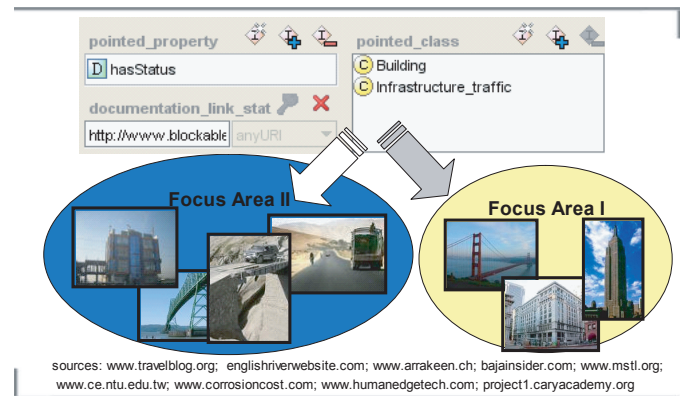 pointed_property
pointed_class
D hasStatus
C Building
C Infrastructure_traffic
documentation_link_stat
http://www.blockable
anyURI
Focus Area II
Focus Area I
sources: www.travelblog.org; englishriverwebsite.com; www.arrakeen.ch; bajainsider.com; www.mstl.org;
www.ce.ntu.edu.tw; www.corrosioncost.com; www.humanedgetech.com; project1.caryacademy.org